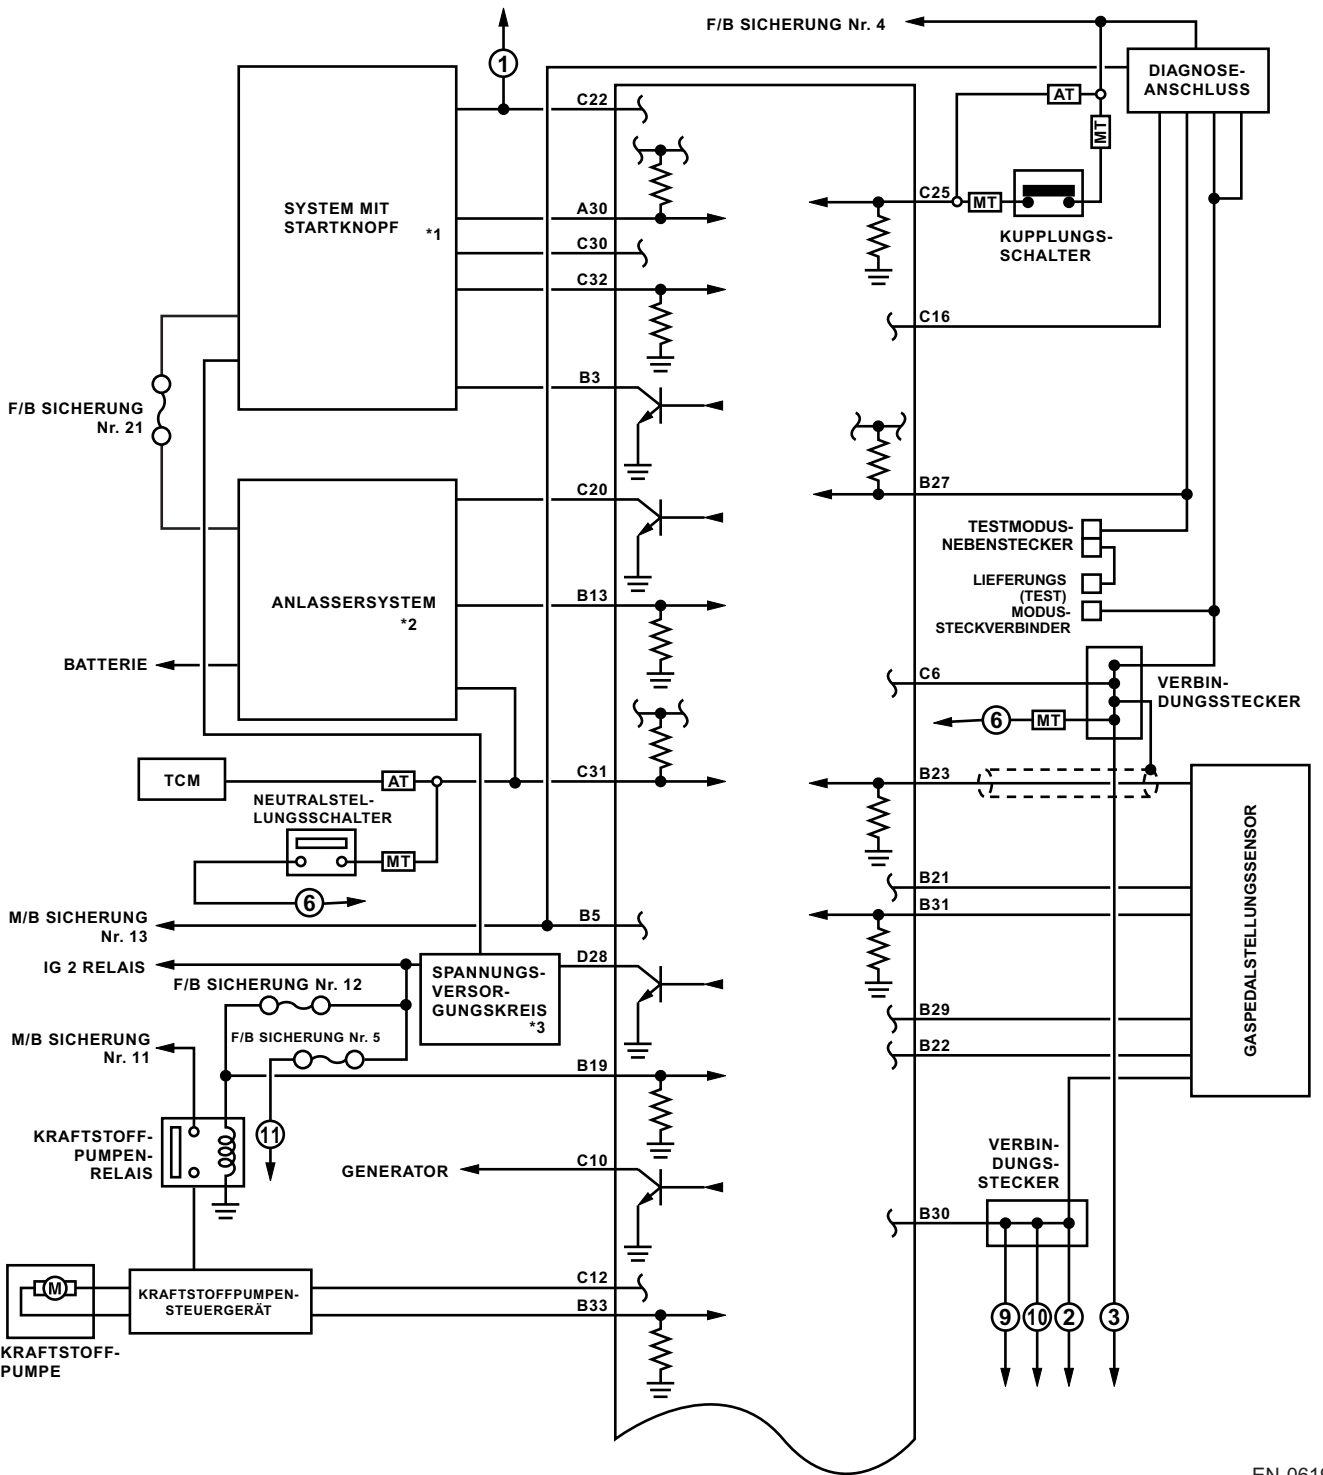 F/B SICHERUNG Nr. 4
1
DIAGNOSE-
ANSCHLUSS
C22
AT
MT
SYSTEM MIT
STARTKNOPF
*1
A30
C25
MT
C30
KUPPLUNGS-
SCHALTER
C32
C16
B3
F/B SICHERUNG
Nr. 21
C20
B27
TESTMODUS-
NEBENSTECKER
ANLASSERSYSTEM
*2
B13
LIEFERUNGS
(TEST)
MODUS-
STECKVERBINDER
BATTERIE
C6
VERBIN-
DUNGSSTECKER
6
MT
TCM
AT
C31
B23
NEUTRALSTEL-
LUNGSSCHALTER
MT
6
GASPEDALSTELLUNGSSENSOR
B21
M/B SICHERUNG
Nr. 13
B5
B31
IG 2 RELAIS
SPANNUNGS-
VERSOR-
GUNGSKREIS
*3
D28
F/B SICHERUNG Nr. 12
B29
M/B SICHERUNG
Nr. 11
F/B SICHERUNG Nr. 5
B22
B19
KRAFTSTOFF-
PUMPEN-
RELAIS
11
GENERATOR
C10
VERBIN-
DUNGS-
STECKER
B30
M
KRAFTSTOFFPUMPEN-
STEUERGERÄT
C12
B33
9
10
2
3
KRAFTSTOFF-
PUMPE